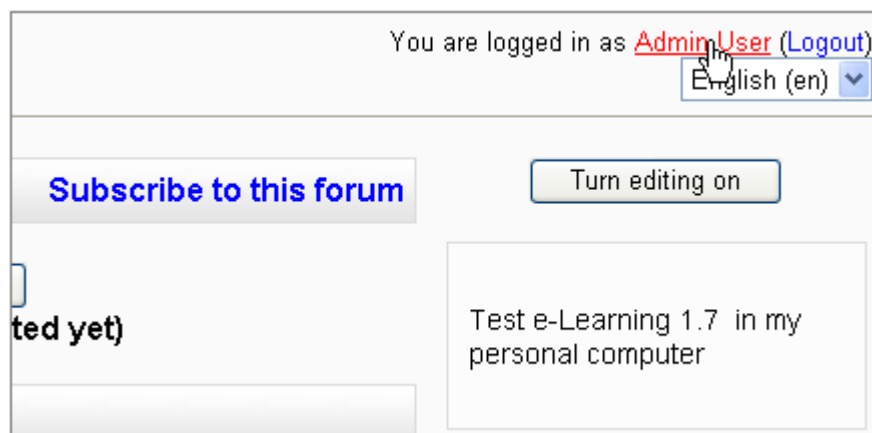 You are logged in as Admin User (Logout)
English (en)
Subscribe to this forum
Turn editing on
ted yet)
Test e-Learning 1.7 in my
personal computer